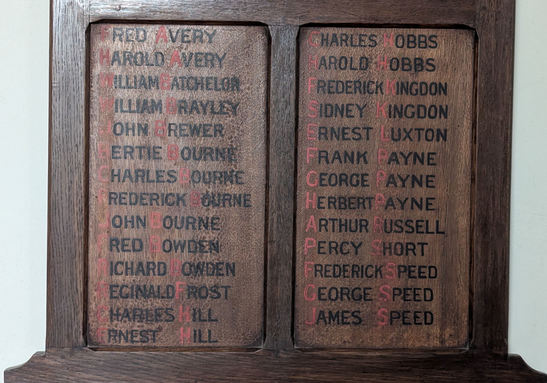 FRED AVERY
HAROLD AVERY
WILLIAM BATCHELOR
WILLIAM BRAYLEY
JOHN BREWER
BERTIE BOURNE
CHARLES BOURNE
FREDERICK BOURNE
JOHN BOURNE
FRED
RICHARD
REGINALD FROST
CHARLES HILL
ERNEST HILL
CHARLES HOBBS
HAROLD HOBBS
FREDERICK KINGDON
SIDNEY KINGDON
ERNEST LUXTON
FRANK PAYNE
GEORGE PAYNE
HERBERT PAYNE
ARTHUR RUSSELL
PERCY SHORT
FREDERICK SPEED
GEORGE SPEED
JAMES SPEED